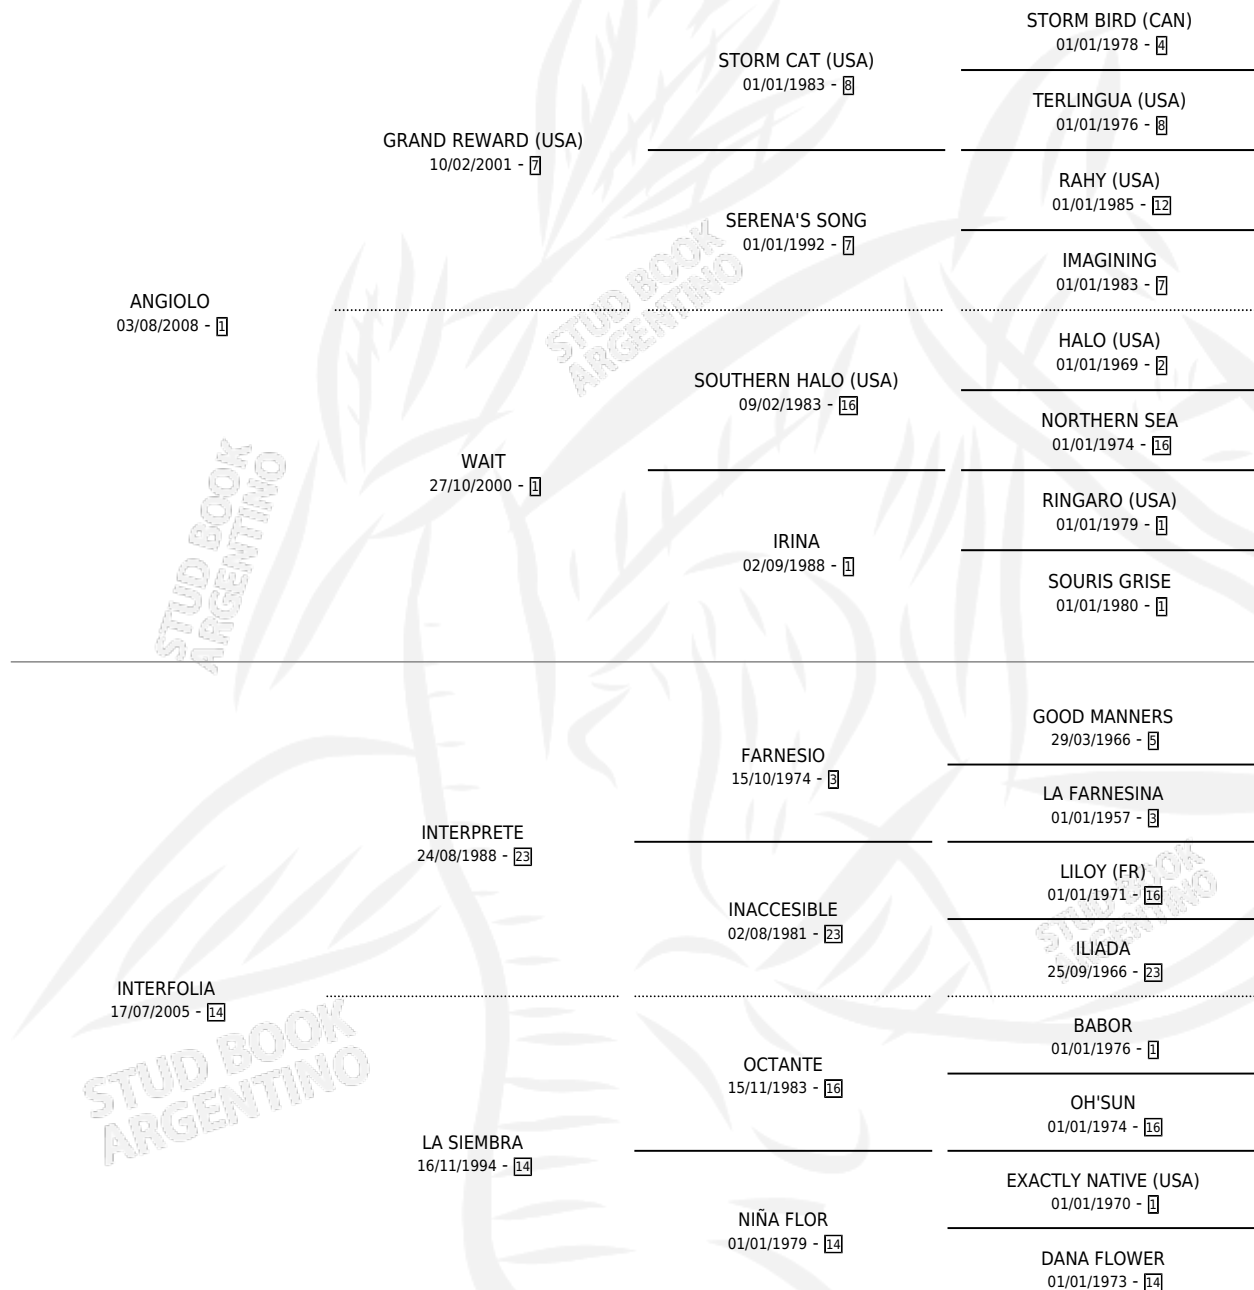 STORM BIRD (CAN)
01/01/1978 - 4
STORM CAT (USA)
01/01/1983 - 8
TERLINGUA (USA)
01/01/1976 - 8
GRAND REWARD (USA)
10/02/2001 - 7
RAHY (USA)
01/01/1985 - 12
SERENA'S SONG
01/01/1992 - 7
IMAGINING
01/01/1983 - 7
ANGIOLO
03/08/2008 - 1
HALO (USA)
01/01/1969 - 2
SOUTHERN HALO (USA)
09/02/1983 - 16
NORTHERN SEA
01/01/1974 - 16
WAIT
27/10/2000 - 1
RINGARO (USA)
01/01/1979 - 1
IRINA
02/09/1988 - 1
SOURIS GRISE
01/01/1980 - 1
GOOD MANNERS
29/03/1966 - 5
FARNESIO
15/10/1974 - 3
LA FARNESINA
01/01/1957 - 3
INTERPRETE
24/08/1988 - 23
LILOY (FR)
01/01/1971 - 16
INACCESIBLE
02/08/1981 - 23
ILIADA
25/09/1966 - 23
INTERFOLIA
17/07/2005 - 14
BABOR
01/01/1976 - 1
OCTANTE
15/11/1983 - 16
OH'SUN
01/01/1974 - 16
LA SIEMBRA
16/11/1994 - 14
EXACTLY NATIVE (USA)
01/01/1970 - 1
NIÑA FLOR
01/01/1979 - 14
DANA FLOWER
01/01/1973 - 14
STUD BOOK
ARGENTINO
STUD BOOK
ARGENTINO
STUD BOOK
ARGENTINO
STUD BOOK
ARGENTINO